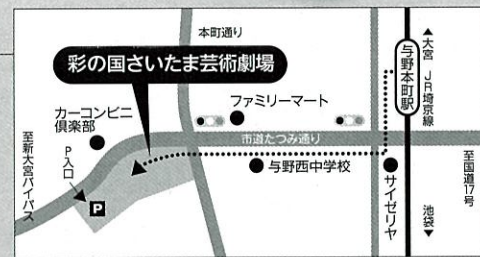 本町通り
彩の国さいたま芸術劇場
カーコンビニ
倶楽部
ファミリーマート
市道たつみ通り
与野西中学校
サイゼリヤ
与野本町駅
▲大宮
JR埼京線
池袋▼
至国道17号
至新大宮バイパス
P入口
P